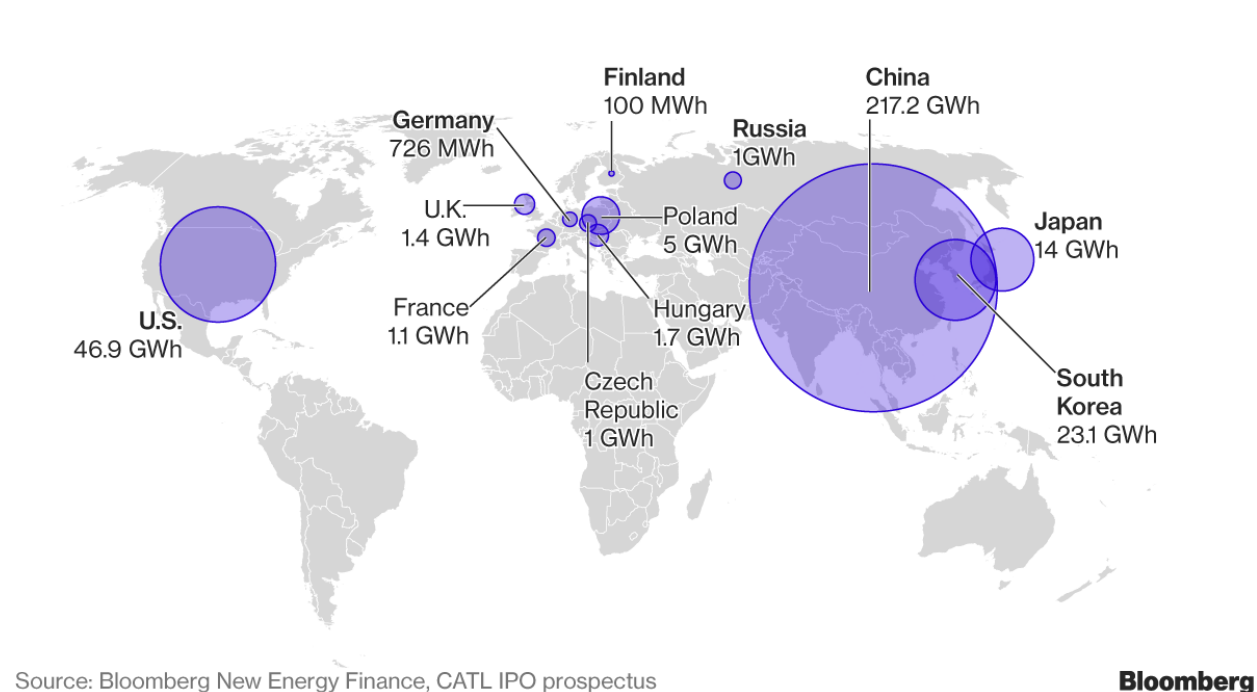 Finland
100 MWh
China
217.2 GWh
Germany
726 MWh
Russia
1GWh
U.K.
1.4 GWh
Poland
5 GWh
Japan
14 GWh
France
1.1 GWh
Hungary
1.7 GWh
U.S.
46.9 GWh
Czech
Republic
1 GWh
South
Korea
23.1 GWh
Source: Bloomberg New Energy Finance, CATL IPO prospectus
Bloomberg